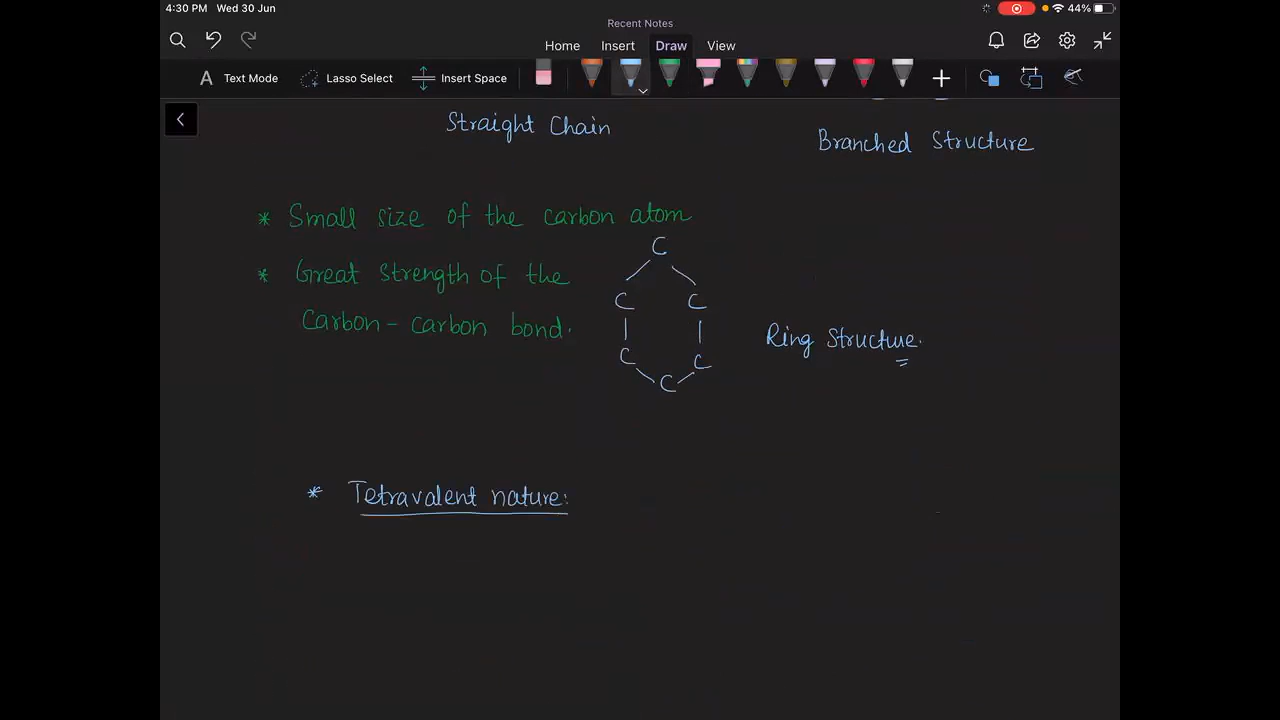 4:30 PM Wed 30 Jun
44%
Recent Notes
Home Insert Draw View
A Text Mode Lasso Select Insert Space
Straight Chain
Branched Structure
* Small size of the carbon atom
* Great strength of the
Carbon - carbon bond.
C
C C
C C
C
Ring Structure.
* Tetravalent nature: